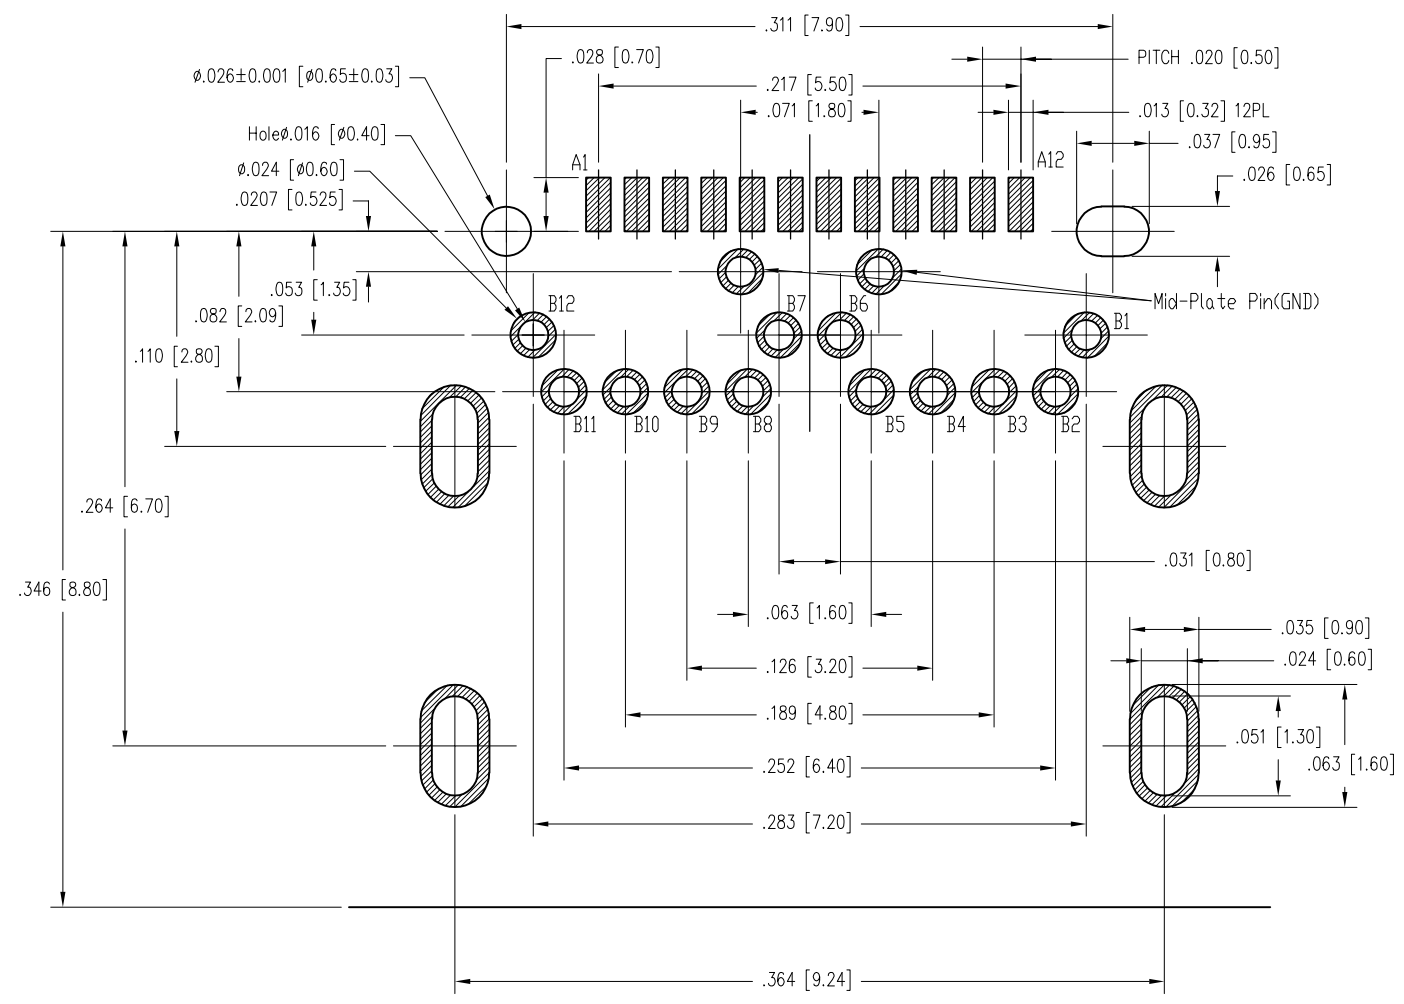 .311 [7.90]
.028 [0.70]
PITCH .020 [0.50]
ø.026±0.001 [ø0.65±0.03]
.217 [5.50]
.071 [1.80]
.013 [0.32] 12PL
Holeø.016 [ø0.40]
.037 [0.95]
A1
A12
ø.024 [ø0.60]
.026 [0.65]
.0207 [0.525]
.053 [1.35]
Mid-Plate Pin(GND)
B12
B7
B6
B1
.082 [2.09]
.110 [2.80]
B11
B10
B9
B8
B5
B4
B3
B2
.264 [6.70]
.031 [0.80]
.346 [8.80]
.063 [1.60]
.035 [0.90]
.024 [0.60]
.126 [3.20]
.189 [4.80]
.051 [1.30]
.063 [1.60]
.252 [6.40]
.283 [7.20]
.364 [9.24]